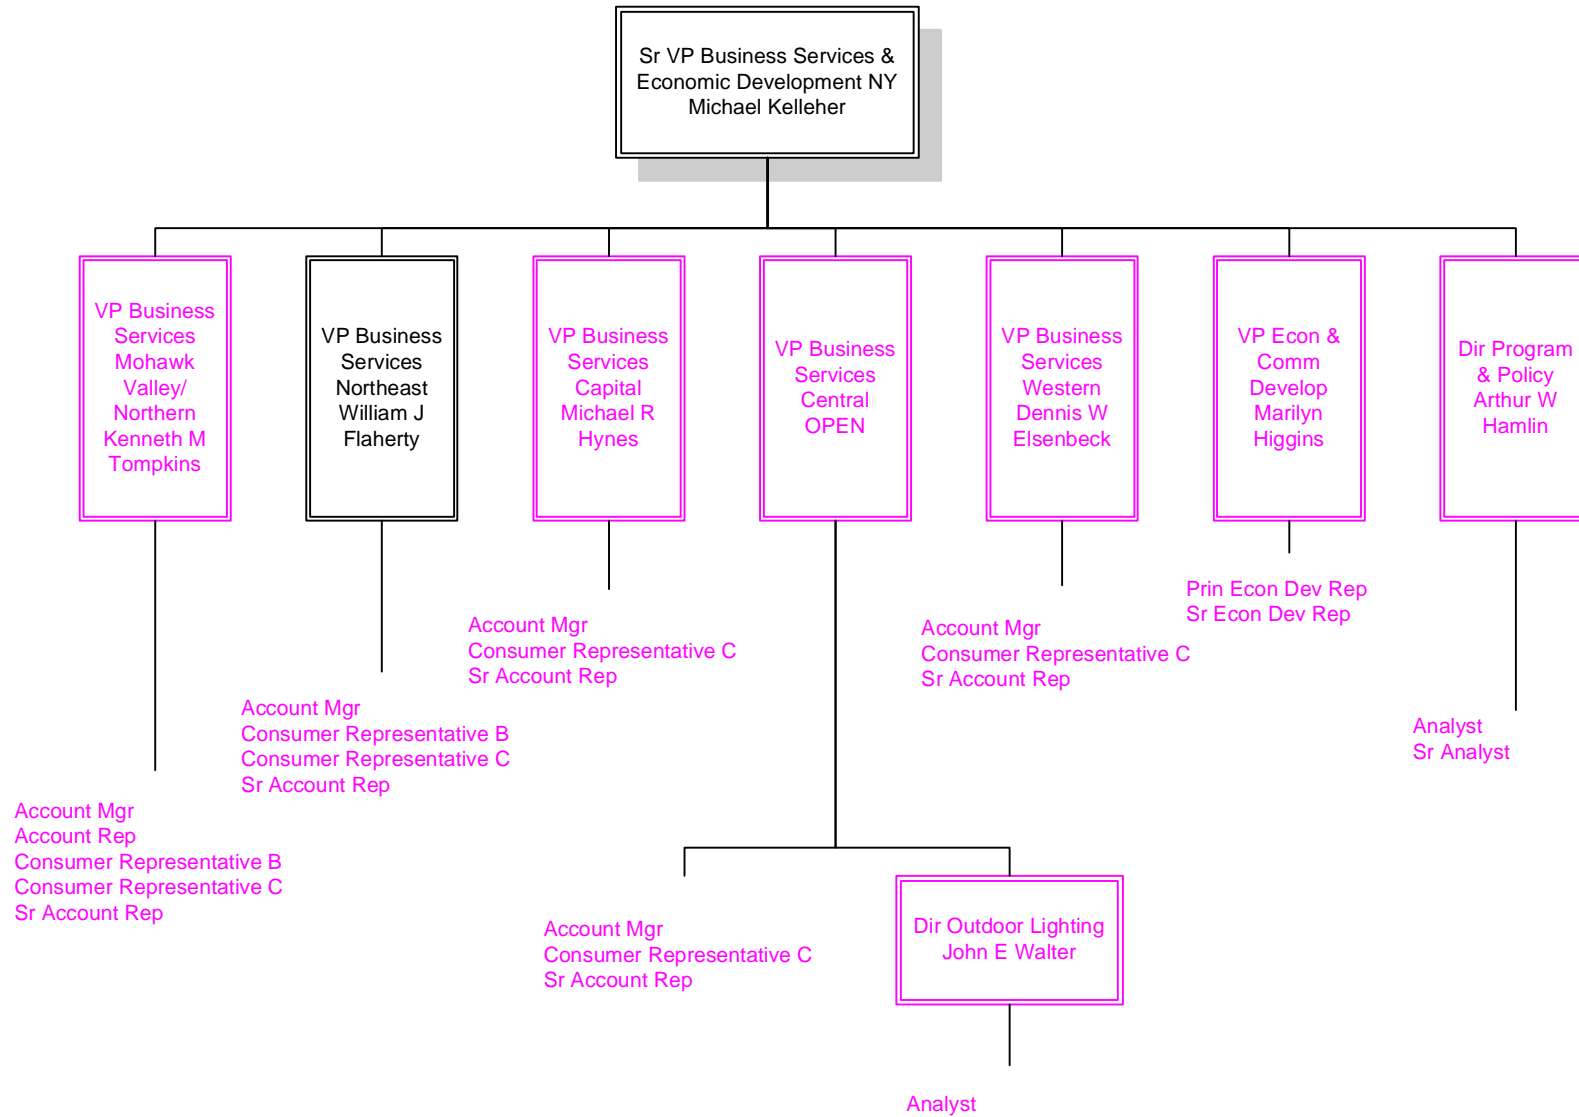 Sr VP Business Services &
Economic Development NY
Michael Kelleher
VP Business
Services
Mohawk
Valley/
Northern
Kenneth M
Tompkins
VP Business
Services
Northeast
William J
Flaherty
VP Business
Services
Capital
Michael R
Hynes
VP Business
Services
Central
OPEN
VP Business
Services
Western
Dennis W
Elsenbeck
VP Econ &
Comm
Develop
Marilyn
Higgins
Dir Program
& Policy
Arthur W
Hamlin
Account Mgr
Account Rep
Consumer Representative B
Consumer Representative C
Sr Account Rep
Account Mgr
Consumer Representative B
Consumer Representative C
Sr Account Rep
Account Mgr
Consumer Representative C
Sr Account Rep
Account Mgr
Consumer Representative C
Sr Account Rep
Dir Outdoor Lighting
John E Walter
Analyst
Account Mgr
Consumer Representative C
Sr Account Rep
Prin Econ Dev Rep
Sr Econ Dev Rep
Analyst
Sr Analyst